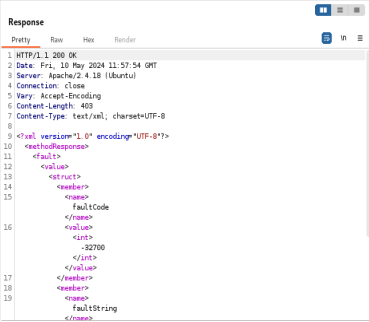 Response
Pretty Raw Hex Render \n
1 HTTP/1.1 200 OK
2 Date: Fri, 10 May 2024 11:57:54 GMT
3 Server: Apache/2.4.18 (Ubuntu)
4 Connection: close
5 Vary: Accept-Encoding
6 Content-Length: 403
7 Content-Type: text/xml; charset=UTF-8
8
9 <?xml version="1.0" encoding="UTF-8"?>
10 <methodResponse>
11 <fault>
12 <value>
13 <struct>
14 <member>
15 <name>
faultCode
</name>
16 <value>
<int>
-32700
</int>
</value>
17 </member>
18 <member>
19 <name>
faultString
</name>